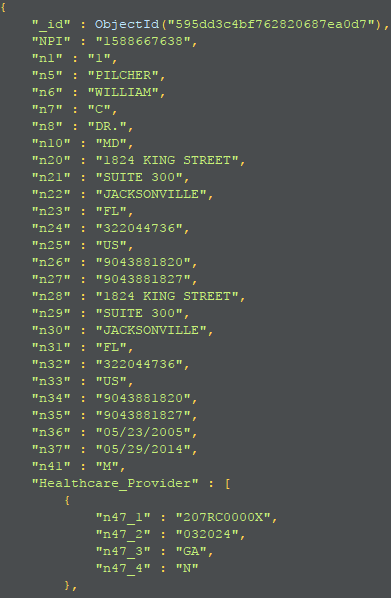 {
"_id" : ObjectId("595dd3c4bf762820687ea0d7"),
"NPI" : "1588667638",
"n1" : "1",
"n5" : "PILCHER",
"n6" : "WILLIAM",
"n7" : "C",
"n8" : "DR.",
"n10" : "MD",
"n20" : "1824 KING STREET",
"n21" : "SUITE 300",
"n22" : "JACKSONVILLE",
"n23" : "FL",
"n24" : "322044736",
"n25" : "US",
"n26" : "9043881820",
"n27" : "9043881827",
"n28" : "1824 KING STREET",
"n29" : "SUITE 300",
"n30" : "JACKSONVILLE",
"n31" : "FL",
"n32" : "322044736",
"n33" : "US",
"n34" : "9043881820",
"n35" : "9043881827",
"n36" : "05/23/2005",
"n37" : "05/29/2014",
"n41" : "M",
"Healthcare_Provider" : [
{
"n47_1" : "207RC0000X",
"n47_2" : "032024",
"n47_3" : "GA",
"n47_4" : "N"
},